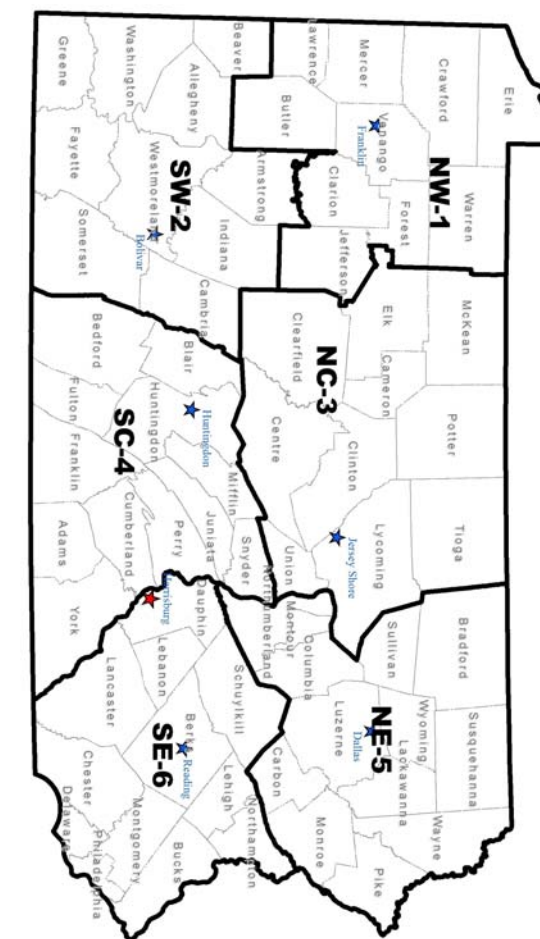 Erie
Crawford
Warren
McKean
Potter
Tioga
Bradford
Susquehanna
Wayne
Mercer
Venango
Franklin
Forest
NW-1
Elk
Cameron
Clinton
Lycoming
Jersey Shore
Sullivan
Wyoming
Lackawanna
Pike
Lawrence
Butler
Clarion
Jefferson
Clearfield
NC-3
Centre
Union
Montour
Northumberland
Columbia
Luzerne
Dallas
NE-5
Carbon
Monroe
Beaver
Allegheny
Armstrong
Indiana
Cambria
Blair
Huntingdon
Huntingdon
Mifflin
Juniata
Snyder
Perry
Dauphin
Schuylkill
Lehigh
Northampton
Washington
Westmoreland
SW-2
Bolivar
Greene
Fayette
Somerset
Bedford
Fulton
Franklin
SC-4
Cumberland
Harrisburg
Adams
York
Lebanon
Lancaster
Berks
Reading
SE-6
Chester
Montgomery
Bucks
Delaware
Philadelphia